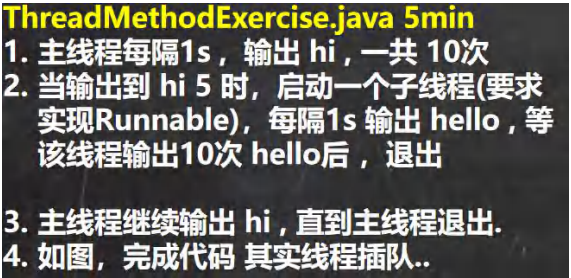 ThreadMethodExercise.java 5min
1. 主线程每隔1s , 输出 hi , 一共 10次
2. 当输出到 hi 5 时, 启动一个子线程(要求
实现Runnable), 每隔1s 输出 hello , 等
该线程输出10次 hello后 , 退出
3. 主线程继续输出 hi , 直到主线程退出.
4. 如图, 完成代码 其实线程插队..